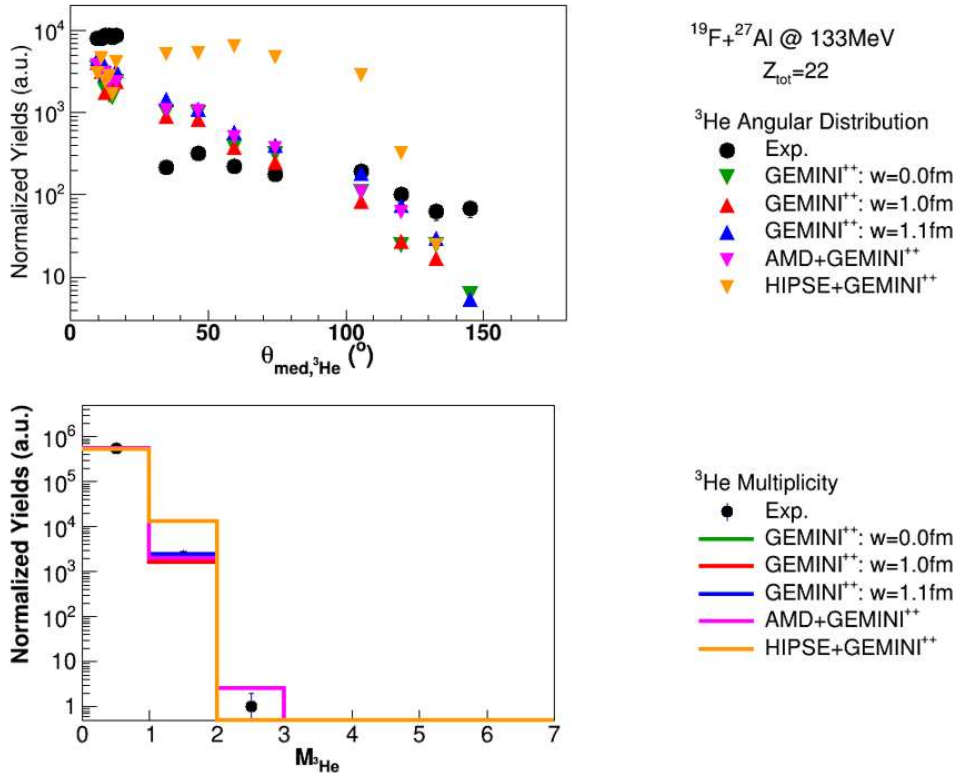 Normalized Yields (a.u.)
10⁴
10³
10²
10
0
50
100
150
θmed,³He (°)
¹⁹F+²⁷Al @ 133MeV
Ztot=22
³He Angular Distribution
Exp.
GEMINI⁺⁺: w=0.0fm
GEMINI⁺⁺: w=1.0fm
GEMINI⁺⁺: w=1.1fm
AMD+GEMINI⁺⁺
HIPSE+GEMINI⁺⁺
Normalized Yields (a.u.)
10⁶
10⁵
10⁴
10³
10²
10
1
0 1 2 3 4 5 6 7
M³He
³He Multiplicity
Exp.
GEMINI⁺⁺: w=0.0fm
GEMINI⁺⁺: w=1.0fm
GEMINI⁺⁺: w=1.1fm
AMD+GEMINI⁺⁺
HIPSE+GEMINI⁺⁺